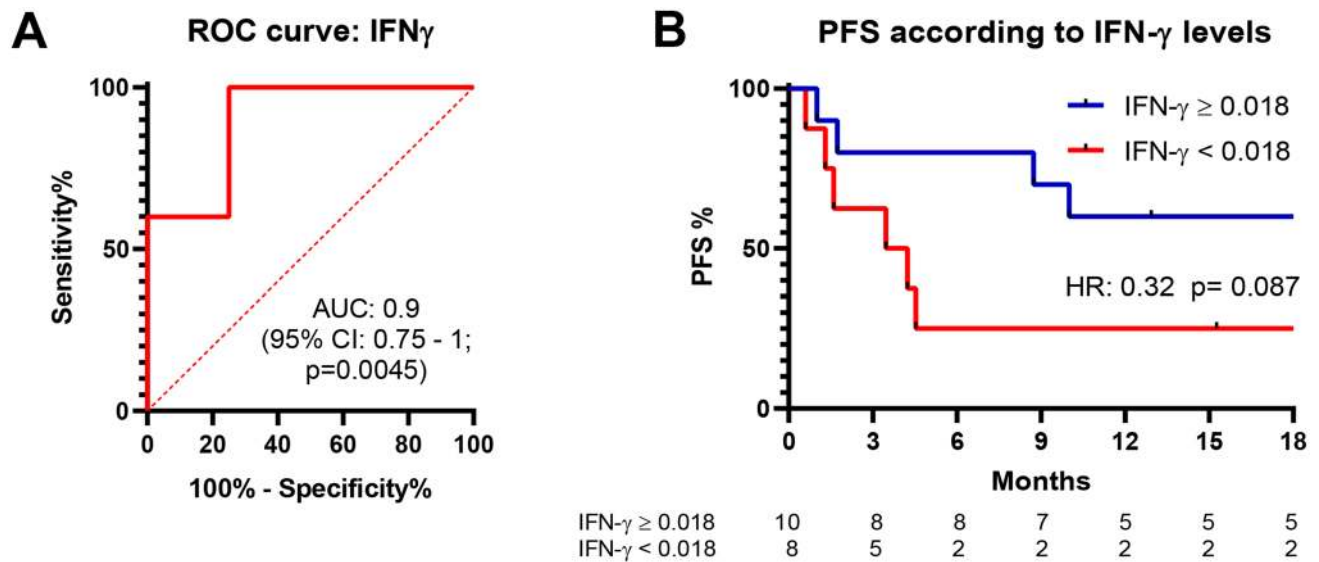 A
ROC curve: IFNγ
100
50
0
Sensitivity%
0 20 40 60 80 100
100% - Specificity%
AUC: 0.9
(95% CI: 0.75 - 1;
p=0.0045)
B
PFS according to IFN-γ levels
100
50
0
PFS %
IFN-γ ≥ 0.018
IFN-γ < 0.018
HR: 0.32 p= 0.087
0 3 6 9 12 15 18
Months
IFN-γ ≥ 0.018 10 8 8 7 5 5 5
IFN-γ < 0.018 8 5 2 2 2 2 2